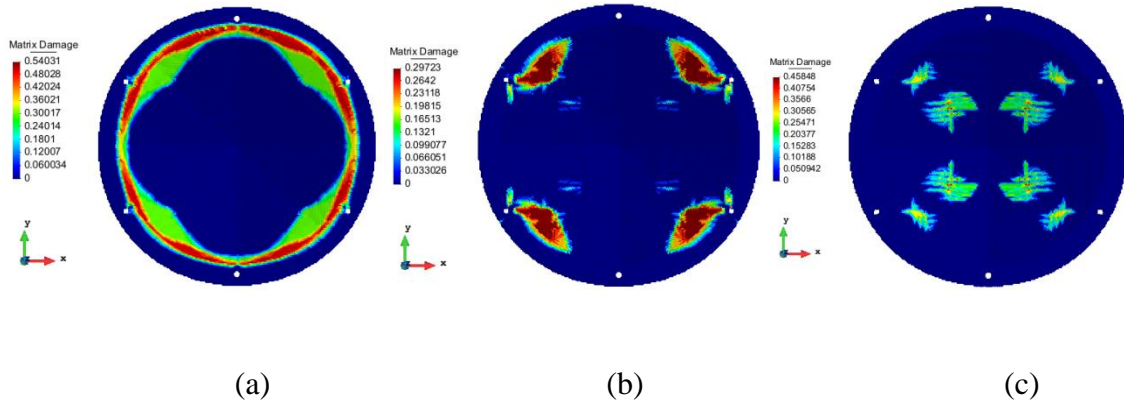 Matrix Damage
0.54031
0.48028
0.42024
0.36021
0.30017
0.24014
0.1801
0.12007
0.060034
0
y
x
(a)
Matrix Damage
0.29723
0.2642
0.23118
0.19815
0.16513
0.1321
0.099077
0.066051
0.033026
0
y
x
(b)
Matrix Damage
0.45848
0.40754
0.3566
0.30565
0.25471
0.20377
0.15283
0.10188
0.050942
0
y
x
(c)